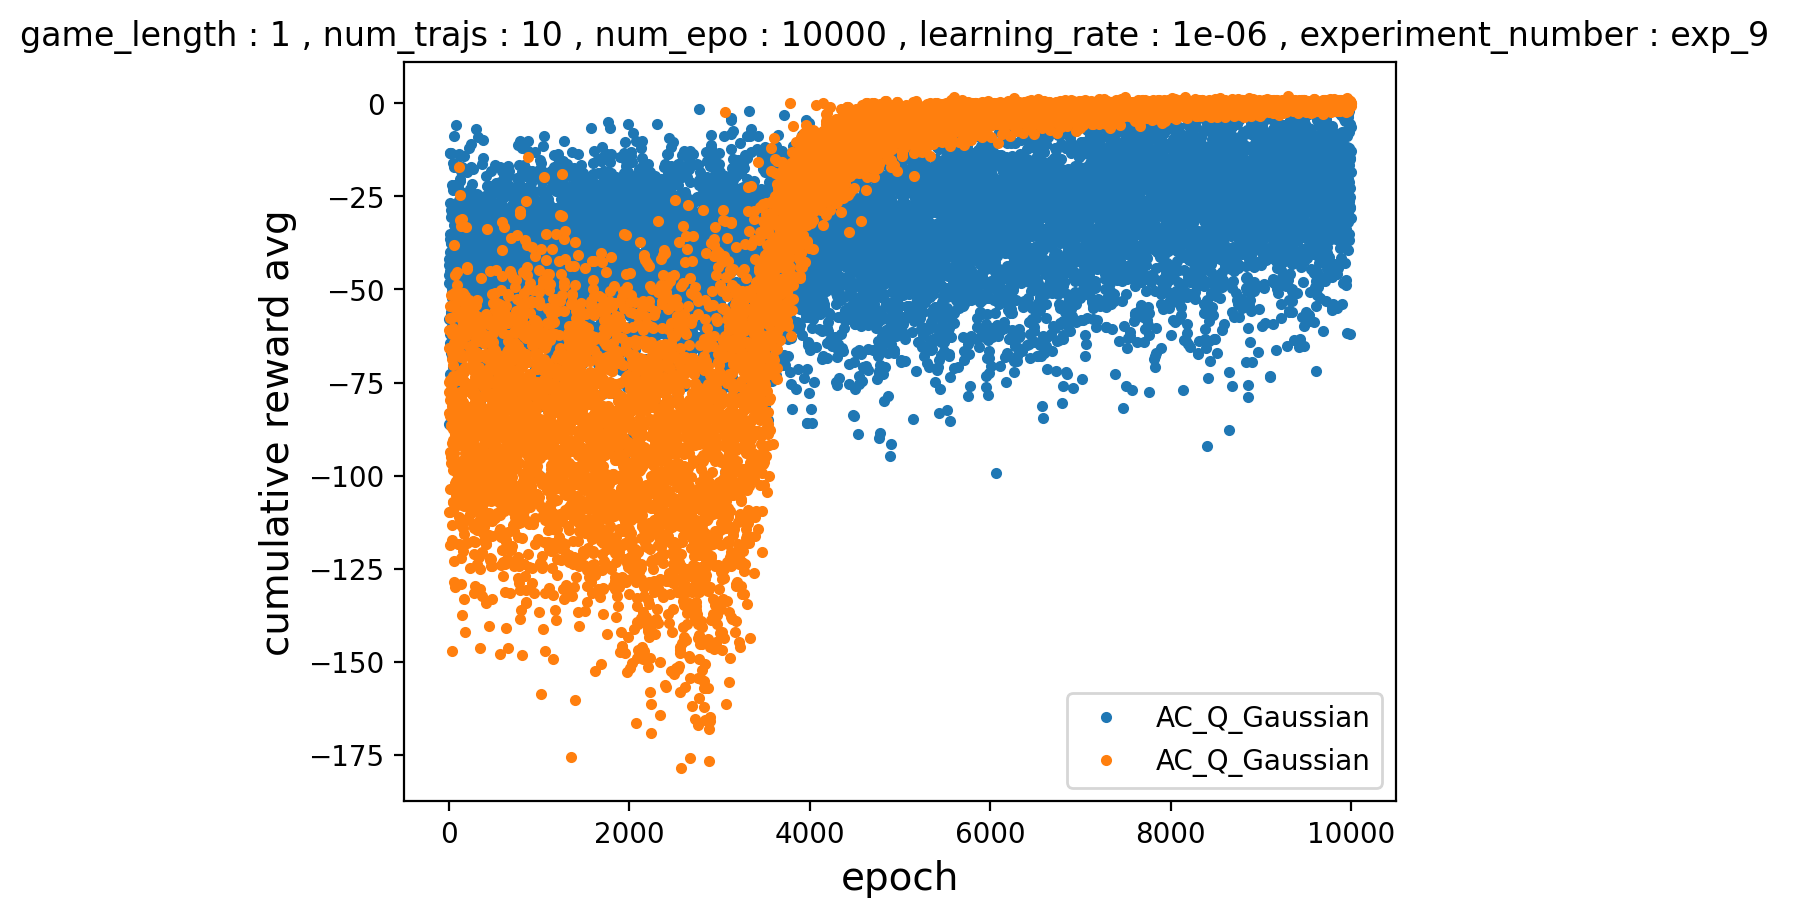 game_length : 1 , num_trajs : 10 , num_epo : 10000 , learning_rate : 1e-06 , experiment_number : exp_9
cumulative reward avg
0
−25
−50
−75
−100
−125
−150
−175
AC_Q_Gaussian
AC_Q_Gaussian
0 2000 4000 6000 8000 10000
epoch